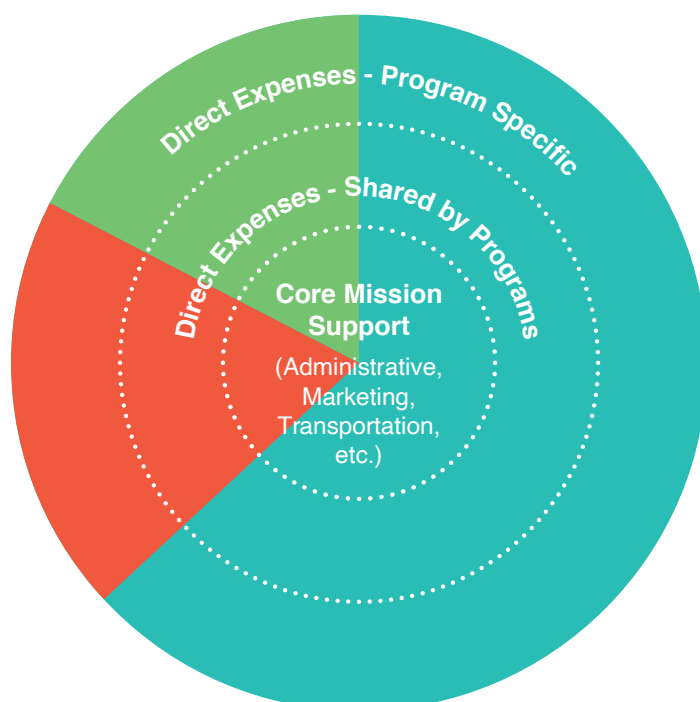 Direct Expenses - Program Specific
Direct Expenses - Shared by Programs
Core Mission
Support
(Administrative,
Marketing,
Transportation,
etc.)